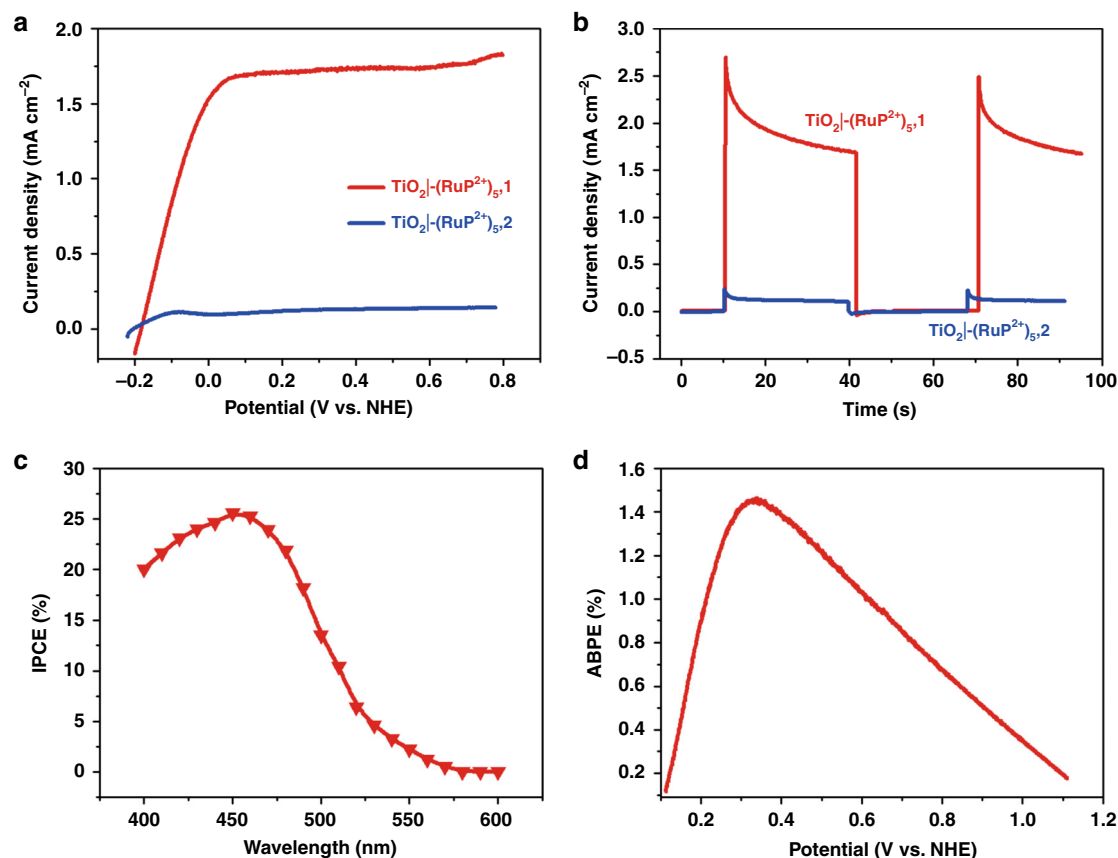 a
2.0
1.5
1.0
0.5
0.0
Current density (mA cm⁻²)
TiO₂|-(RuP²⁺)₅,1
TiO₂|-(RuP²⁺)₅,2
−0.2 0.0 0.2 0.4 0.6 0.8
Potential (V vs. NHE)
b
3.0
2.5
2.0
1.5
1.0
0.5
0.0
−0.5
Current density (mA cm⁻²)
TiO₂|-(RuP²⁺)₅,1
TiO₂|-(RuP²⁺)₅,2
0 20 40 60 80 100
Time (s)
c
30
25
20
15
10
5
0
IPCE (%)
400 450 500 550 600
Wavelength (nm)
d
1.6
1.4
1.2
1.0
0.8
0.6
0.4
0.2
ABPE (%)
0.2 0.4 0.6 0.8 1.0 1.2
Potential (V vs. NHE)